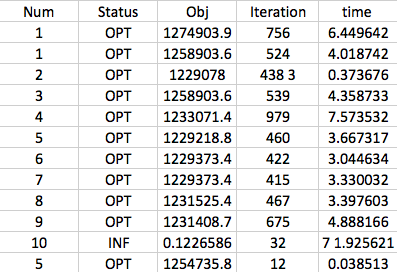 Num Status Obj Iteration time
1 OPT 1274903.9 756 6.449642
1 OPT 1258903.6 524 4.018742
2 OPT 1229078 438 3 0.373676
3 OPT 1258903.6 539 4.358733
4 OPT 1233071.4 979 7.573532
5 OPT 1229218.8 460 3.667317
6 OPT 1229373.4 422 3.044634
7 OPT 1229373.4 415 3.330032
8 OPT 1231525.4 467 3.397603
9 OPT 1231408.7 675 4.888166
10 INF 0.1226586 32 7 1.925621
5 OPT 1254735.8 12 0.038513